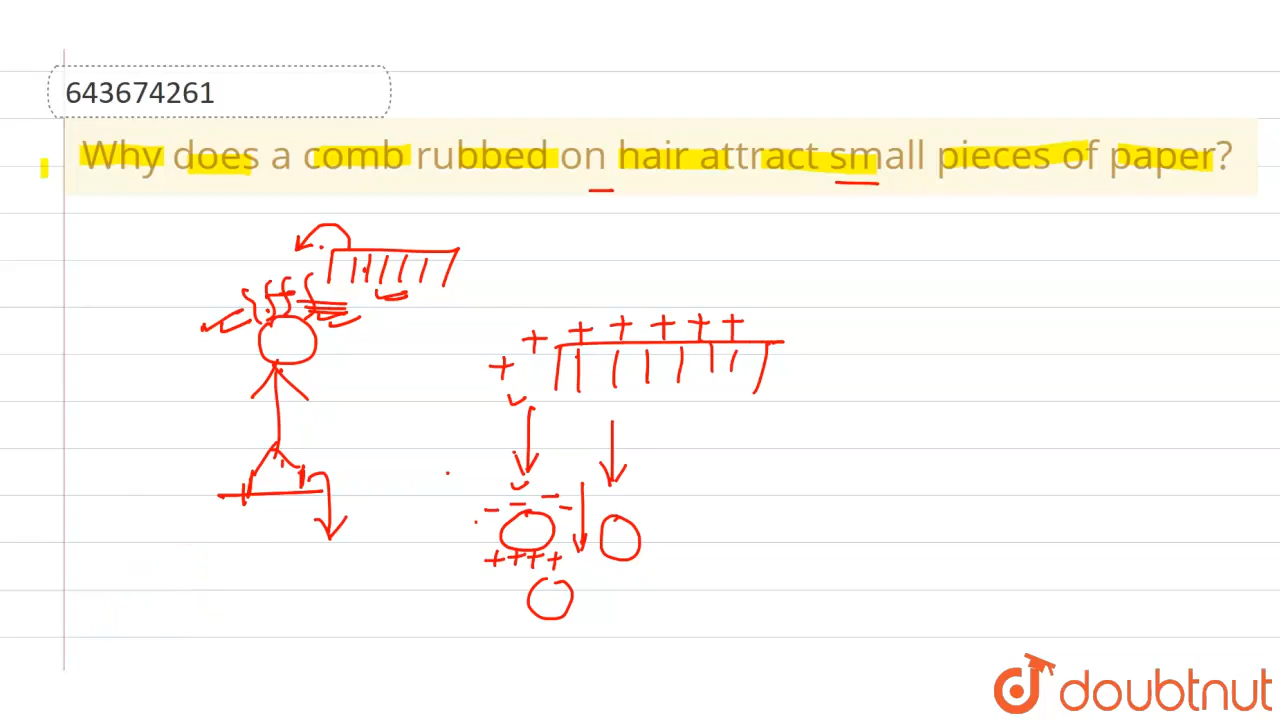 643674261
Why does a comb rubbed on hair attract small pieces of paper?
+ + + + + + +
- - - -
+ + + +
doubtnut